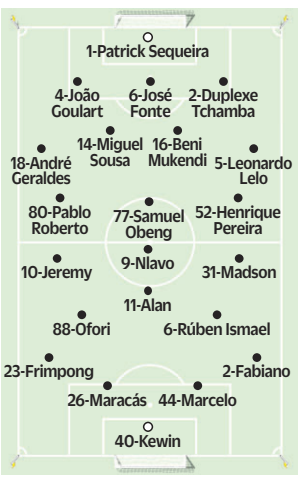 1-Patrick Sequeira
4-João
Goulart
6-José
Fonte
2-Duplexe
Tchamba
14-Miguel
Sousa
16-Beni
Mukendi
18-André
Geraldes
5-Leonardo
Lelo
80-Pablo
Roberto
77-Samuel
Obeng
52-Henrique
Pereira
9-Nlavo
10-Jeremy
31-Madson
11-Alan
88-Ofori
6-Rúben Ismael
23-Frimpong
2-Fabiano
26-Maracás
44-Marcelo
40-Kewin